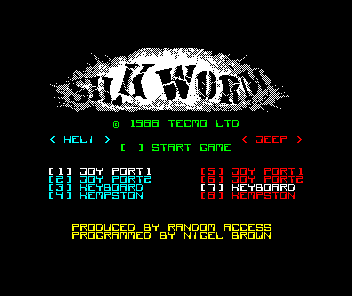 SILKWORM
© 1988 TECMO LTD
< HELI > < JEEP >
[ ] START GAME
[1] JOY PORT1 [5] JOY PORT1
[2] JOY PORT2 [6] JOY PORT2
[3] KEYBOARD [7] KEYBOARD
[4] KEMPSTON [8] KEMPSTON
PRODUCED BY RANDOM ACCESS
PROGRAMMED BY NIGEL BROWN